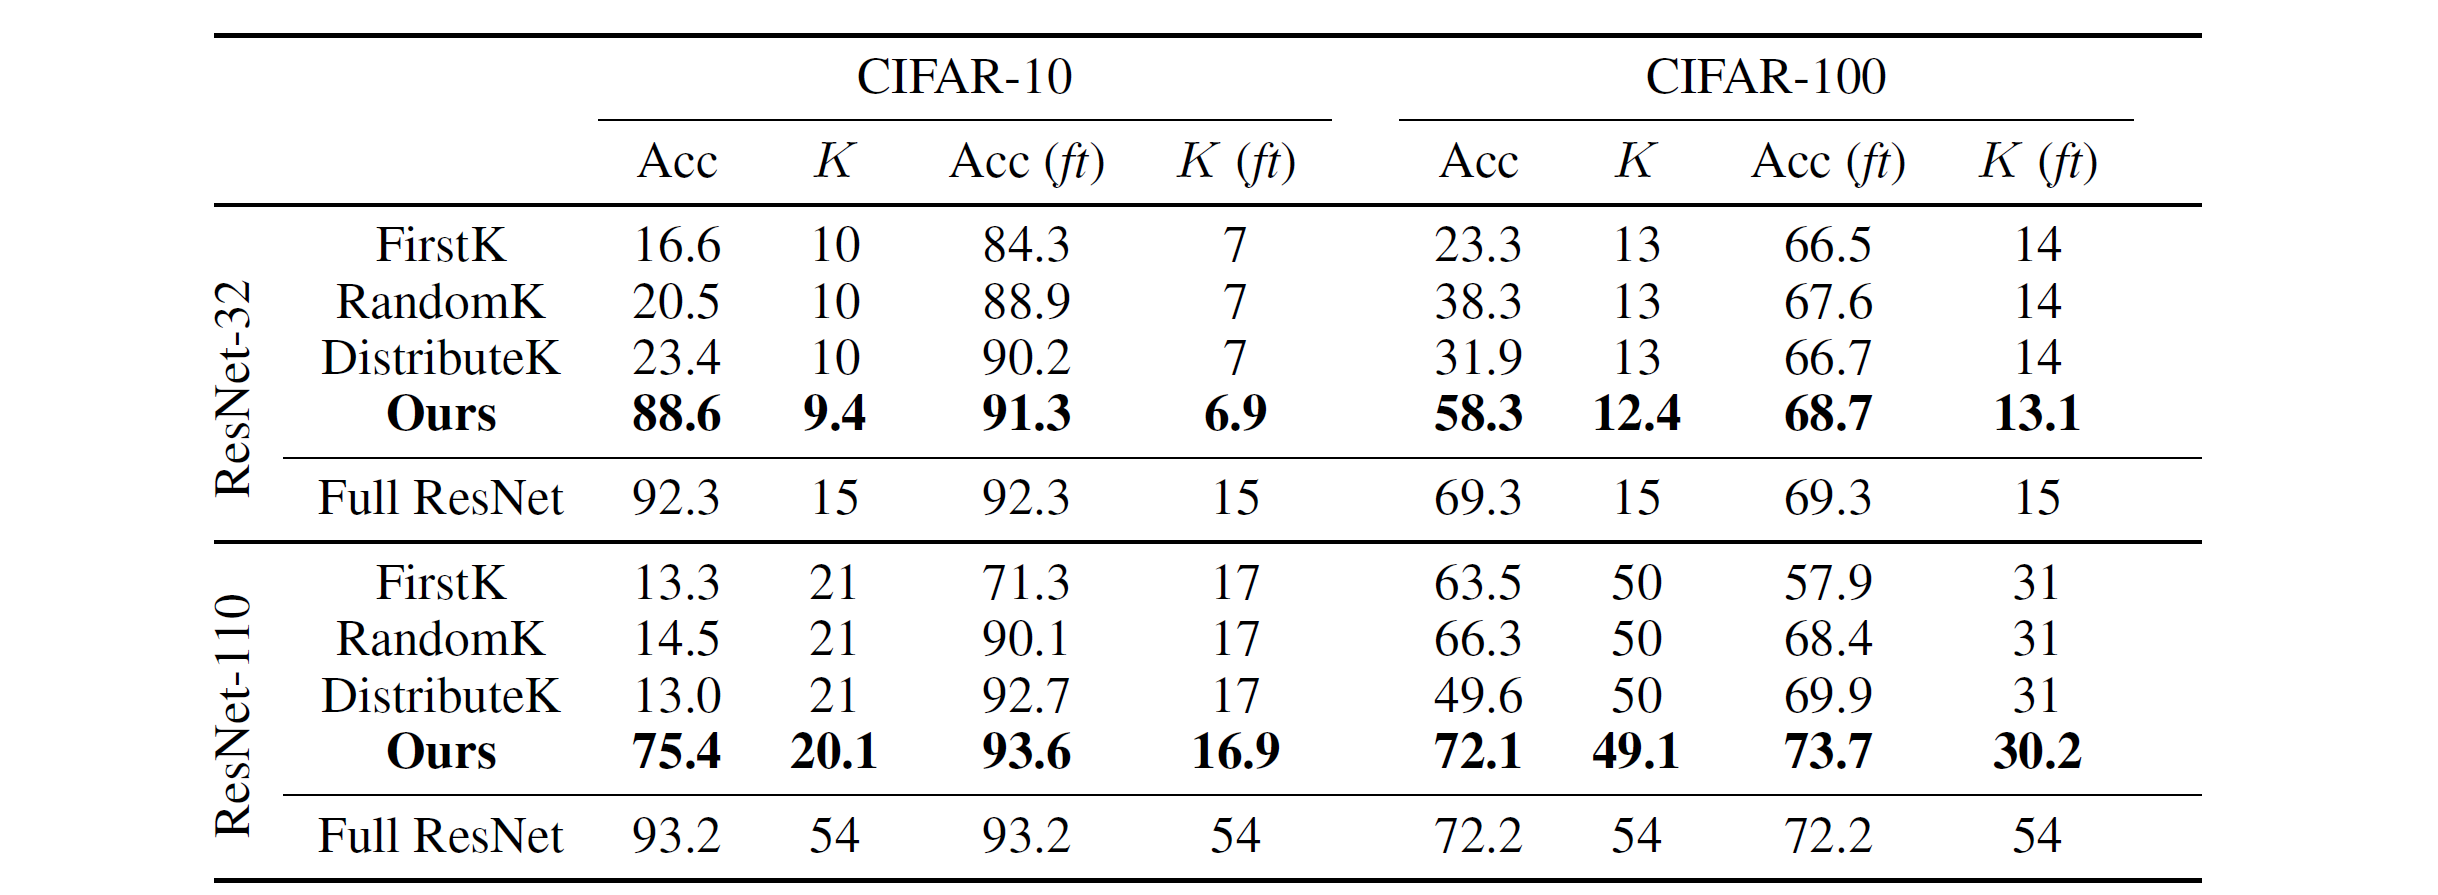 CIFAR-10 CIFAR-100
Acc K Acc (ft) K (ft) Acc K Acc (ft) K (ft)
ResNet-32
FirstK 16.6 10 84.3 7 23.3 13 66.5 14
RandomK 20.5 10 88.9 7 38.3 13 67.6 14
DistributeK 23.4 10 90.2 7 31.9 13 66.7 14
Ours 88.6 9.4 91.3 6.9 58.3 12.4 68.7 13.1
Full ResNet 92.3 15 92.3 15 69.3 15 69.3 15
ResNet-110
FirstK 13.3 21 71.3 17 63.5 50 57.9 31
RandomK 14.5 21 90.1 17 66.3 50 68.4 31
DistributeK 13.0 21 92.7 17 49.6 50 69.9 31
Ours 75.4 20.1 93.6 16.9 72.1 49.1 73.7 30.2
Full ResNet 93.2 54 93.2 54 72.2 54 72.2 54